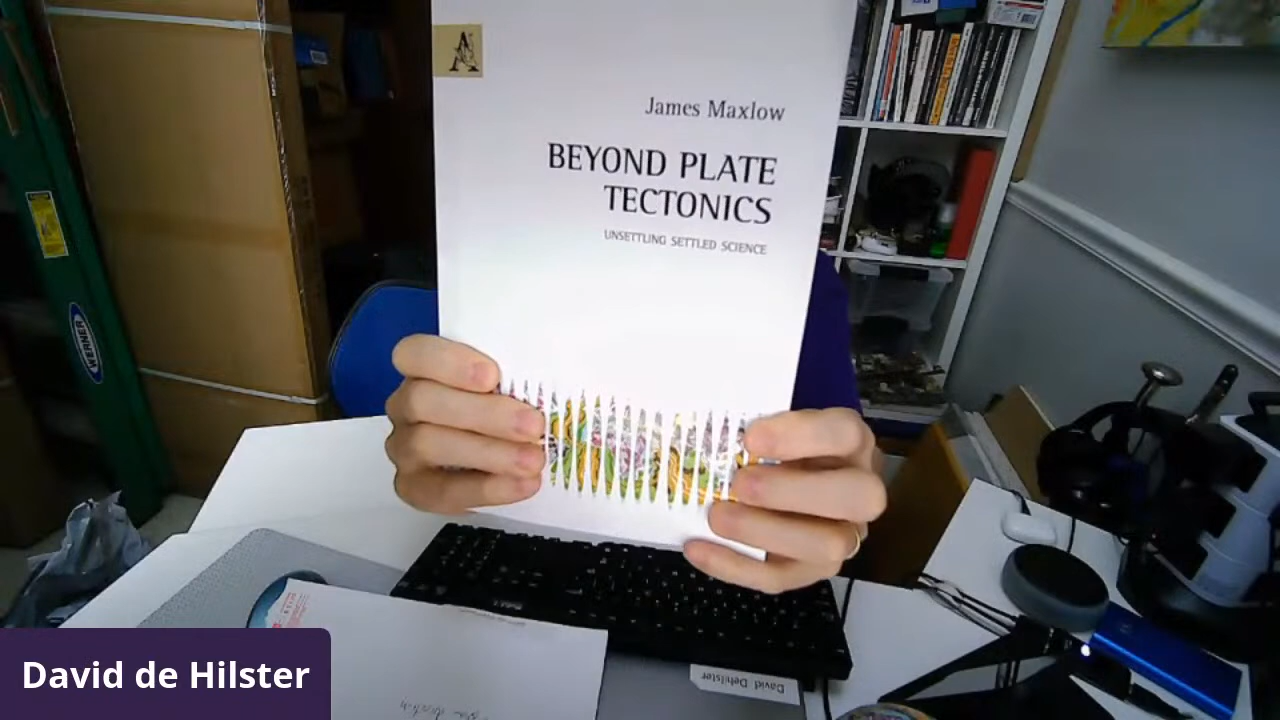 James Maxlow
BEYOND PLATE
TECTONICS
UNSETTLING SETTLED SCIENCE
WERNER
David Dehilster
David de Hilster